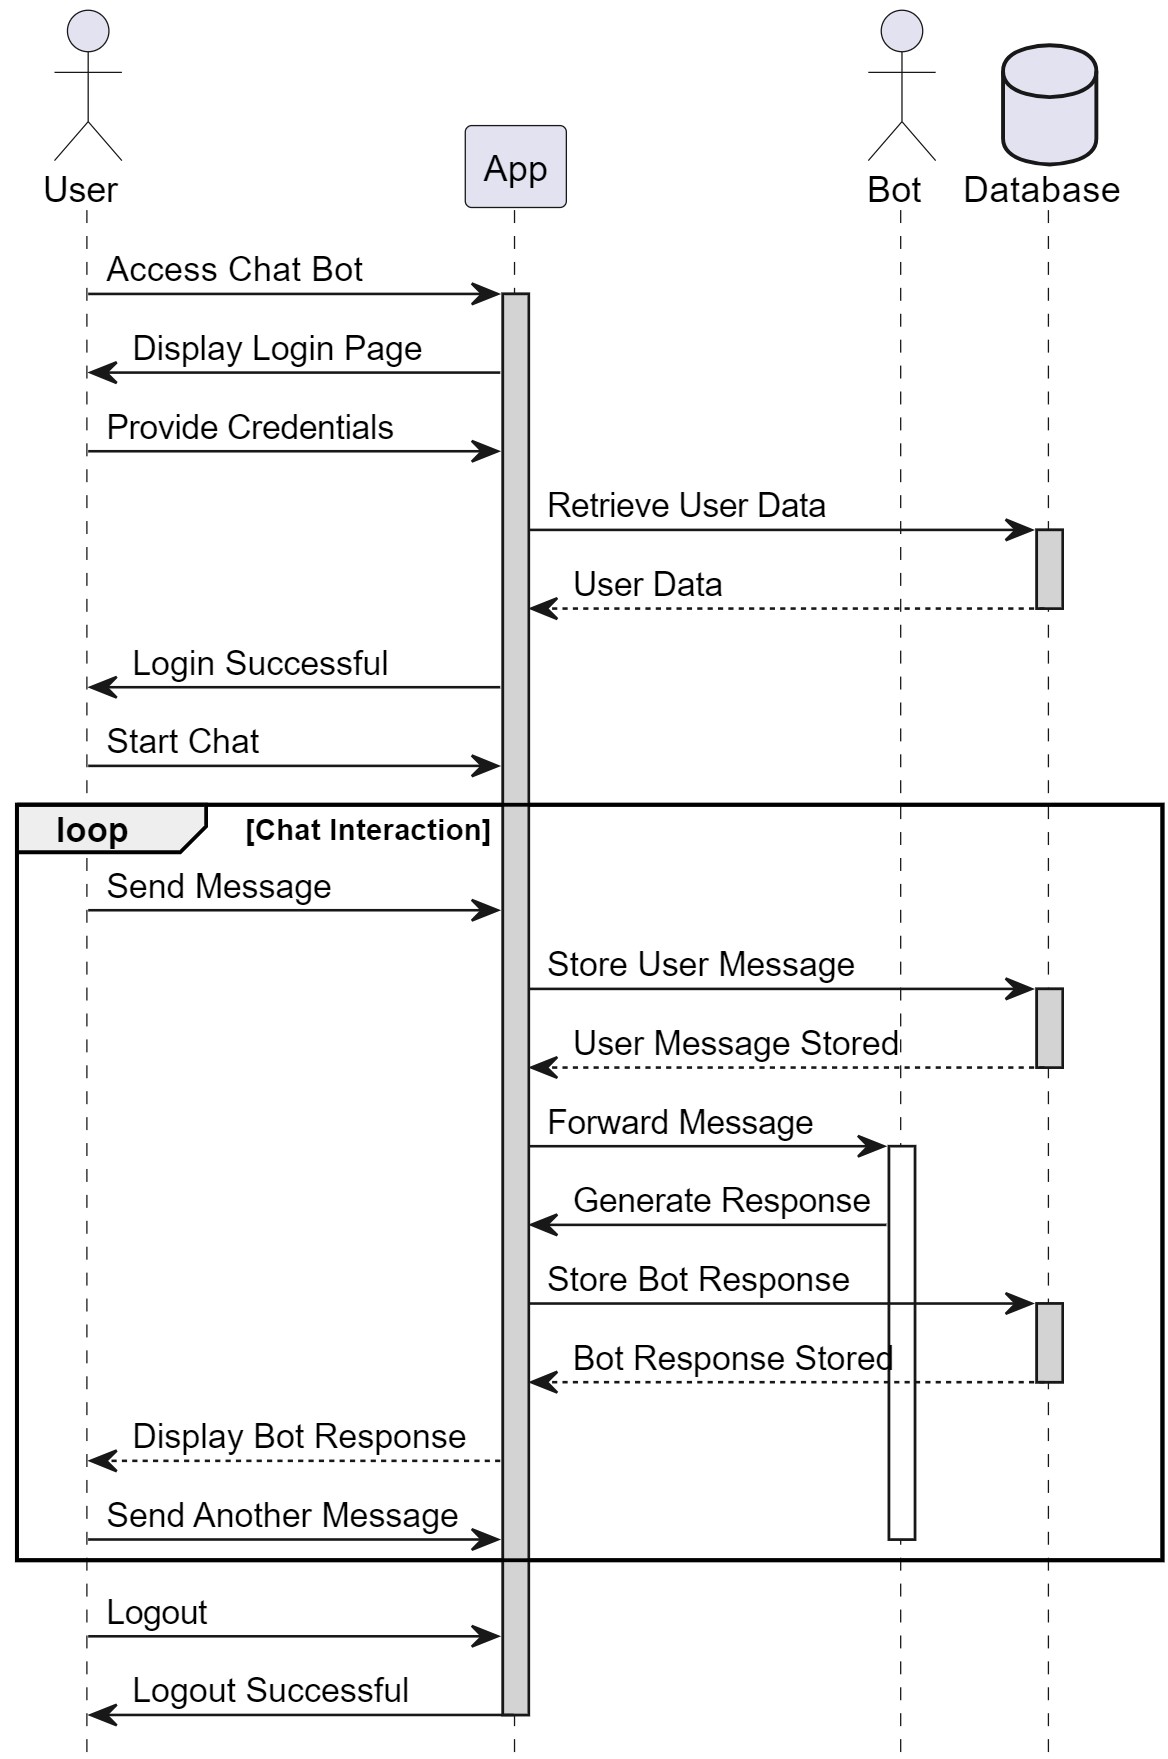 User
App
Bot
Database
Access Chat Bot
Display Login Page
Provide Credentials
Retrieve User Data
User Data
Login Successful
Start Chat
loop
[Chat Interaction]
Send Message
Store User Message
User Message Stored
Forward Message
Generate Response
Store Bot Response
Bot Response Stored
Display Bot Response
Send Another Message
Logout
Logout Successful